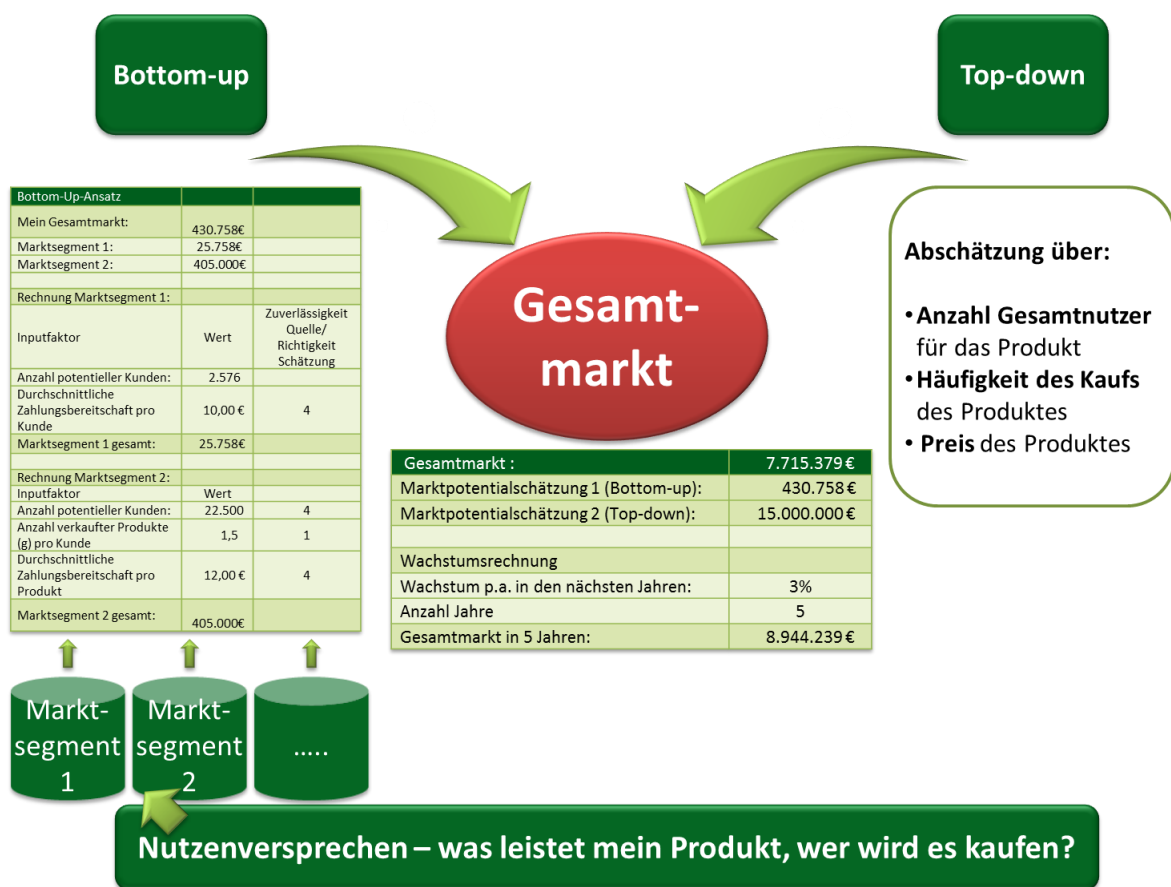 Bottom-up
Top-down
Bottom-Up-Ansatz
Mein Gesamtmarkt: 430.758€
Marktsegment 1: 25.758€
Marktsegment 2: 405.000€
Rechnung Marktsegment 1:
Inputfaktor Wert Zuverlässigkeit
Quelle/
Richtigkeit
Schätzung
Anzahl potentieller Kunden: 2.576
Durchschnittliche
Zahlungsbereitschaft pro 10,00 € 4
Kunde
Marktsegment 1 gesamt: 25.758€
Rechnung Marktsegment 2:
Inputfaktor Wert
Anzahl potentieller Kunden: 22.500 4
Anzahl verkaufter Produkte
(g) pro Kunde 1,5 1
Durchschnittliche
Zahlungsbereitschaft pro 12,00 € 4
Produkt
Marktsegment 2 gesamt: 405.000€
Markt-
segment
1
Markt-
segment
2
.....
Gesamt-
markt
Gesamtmarkt : 7.715.379 €
Marktpotentialschätzung 1 (Bottom-up): 430.758 €
Marktpotentialschätzung 2 (Top-down): 15.000.000 €
Wachstumsrechnung
Wachstum p.a. in den nächsten Jahren: 3%
Anzahl Jahre 5
Gesamtmarkt in 5 Jahren: 8.944.239 €
Abschätzung über:
• Anzahl Gesamtnutzer
für das Produkt
• Häufigkeit des Kaufs
des Produktes
• Preis des Produktes
Nutzenversprechen – was leistet mein Produkt, wer wird es kaufen?